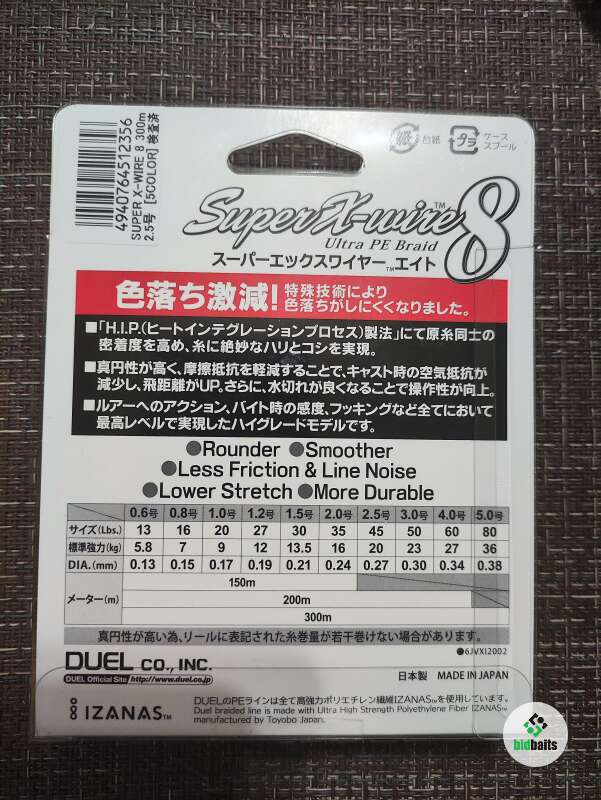 4940764512356
SUPER X-WIRE 8 300m
2.5号 [5COLOR] 検査済
紙
台紙
プラ
ケース
スプール
Super X-wire 8™
Ultra PE Braid
スーパーエックスワイヤー™エイト
色落ち激減! 特殊技術により
色落ちがしにくくなりました。
■「H.I.P.(ヒートインテグレーションプロセス)製法」にて原糸同士の
密着度を高め、糸に絶妙なハリとコシを実現。
■真円性が高く、摩擦抵抗を軽減することで、キャスト時の空気抵抗が
減少し、飛距離がUP。さらに、水切れが良くなることで操作性が向上。
■ルアーへのアクション、バイト時の感度、フッキングなど全てにおいて
最高レベルで実現したハイグレードモデルです。
●Rounder ●Smoother
●Less Friction & Line Noise
●Lower Stretch ●More Durable
0.6号 0.8号 1.0号 1.2号 1.5号 2.0号 2.5号 3.0号 4.0号 5.0号
サイズ(Lbs.) 13 16 20 27 30 35 45 50 60 80
標準強力(kg) 5.8 7 9 12 13.5 16 20 23 27 36
DIA.(mm) 0.13 0.15 0.17 0.19 0.21 0.24 0.27 0.30 0.34 0.38
メーター(m) 150m
200m
300m
真円性が高い為、リールに表記された糸巻量が若干巻けない場合があります。
●6JVXI2002
DUEL CO., INC.
DUEL Official Site http://www.duel.co.jp
日本製 MADE IN JAPAN
IZANAS™
DUELのPEラインは全て高強力ポリエチレン繊維IZANAS™を使用しています。
Duel braided line is made with Ultra High Strength Polyethylene Fiber IZANAS™
manufactured by Toyobo Japan.
bidbaits